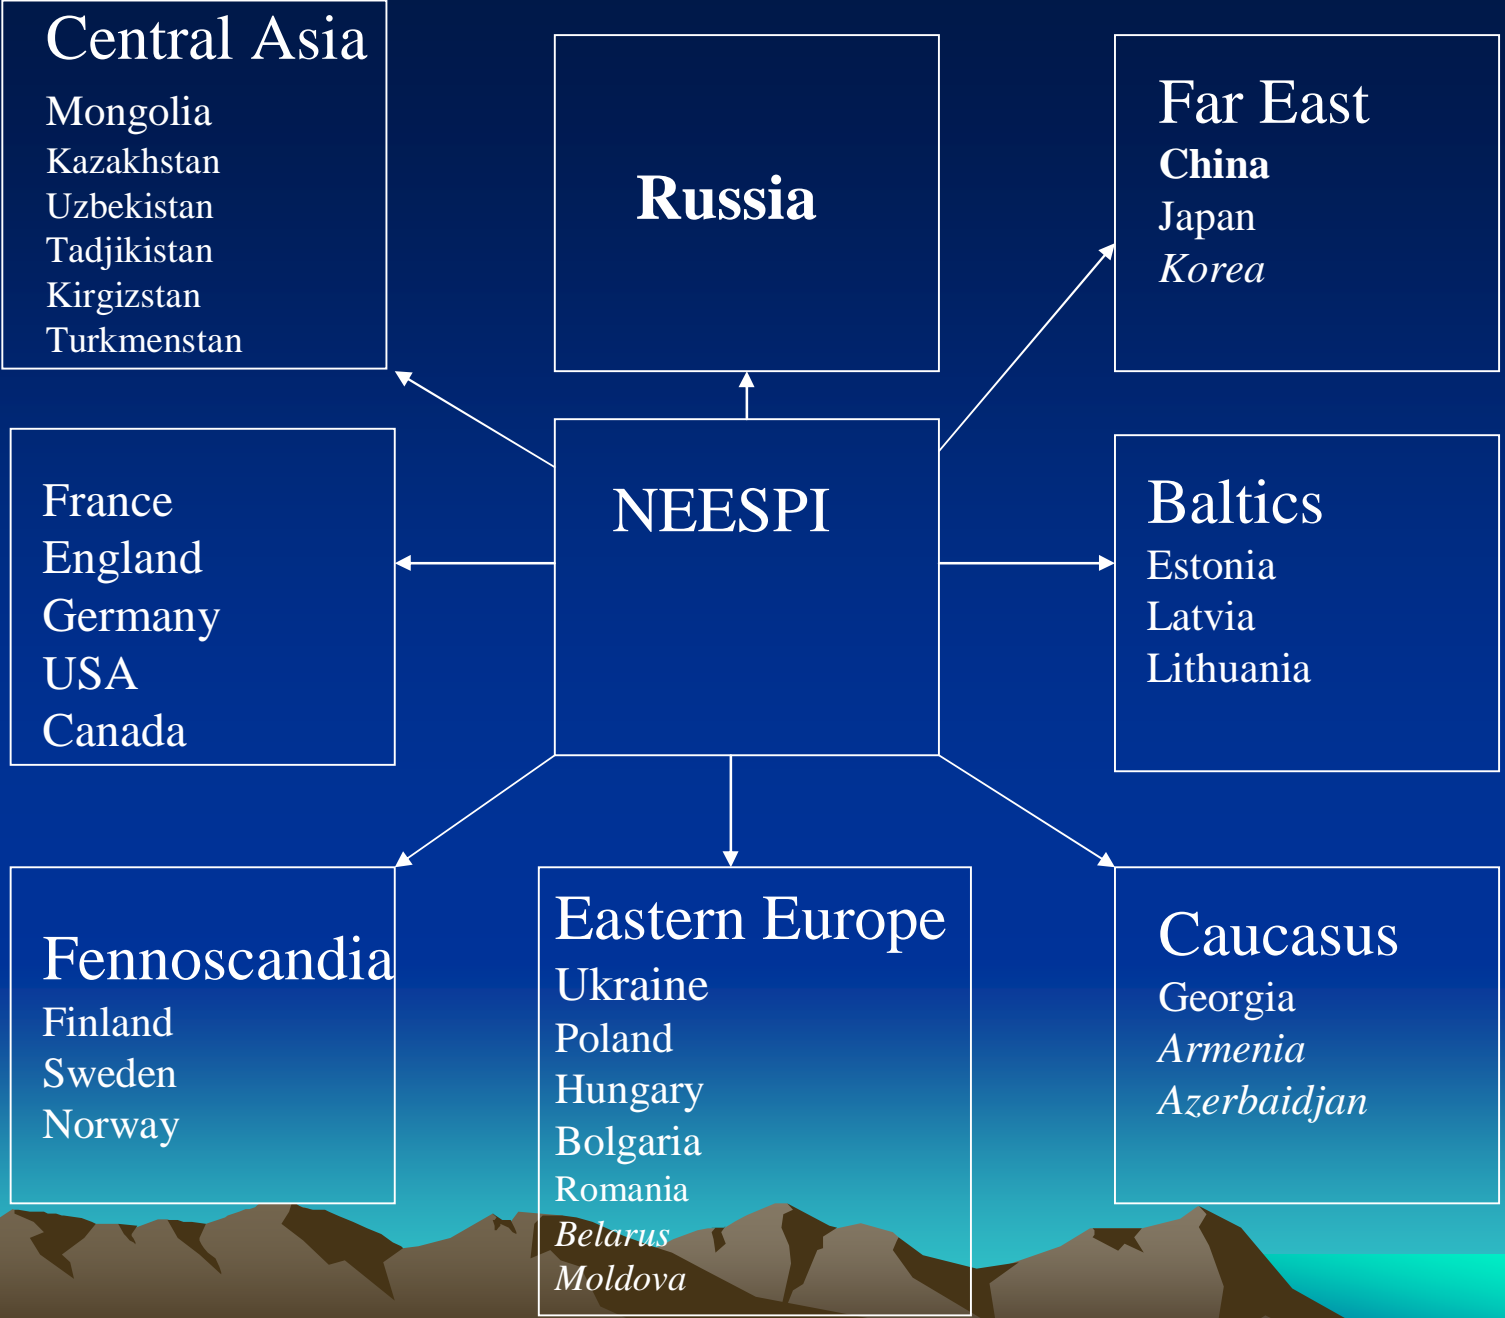 Central Asia
Mongolia
Kazakhstan
Uzbekistan
Tadjikistan
Kirgizstan
Turkmenstan
Russia
Far East
China
Japan
Korea
France
England
Germany
USA
Canada
NEESPI
Baltics
Estonia
Latvia
Lithuania
Fennoscandia
Finland
Sweden
Norway
Eastern Europe
Ukraine
Poland
Hungary
Bolgaria
Romania
Belarus
Moldova
Caucasus
Georgia
Armenia
Azerbaidjan